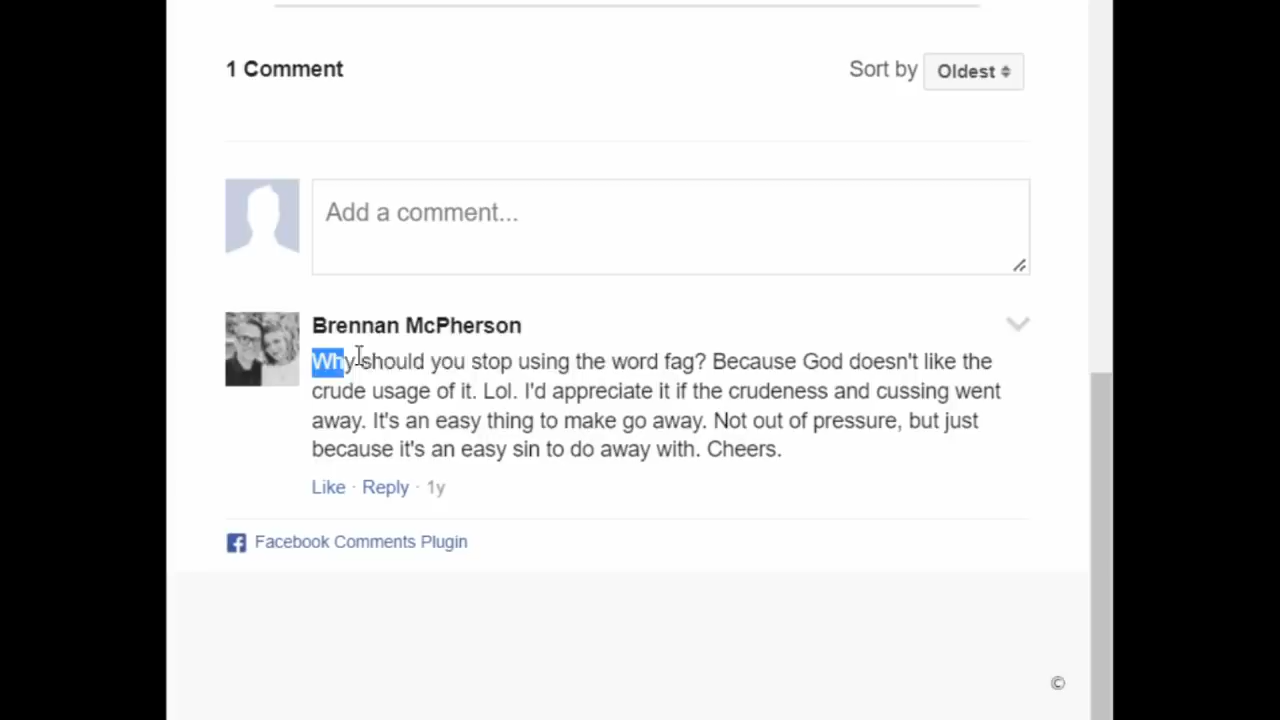 1 Comment
Sort by Oldest
Add a comment...
Brennan McPherson
Why should you stop using the word fag? Because God doesn't like the
crude usage of it. Lol. I'd appreciate it if the crudeness and cussing went
away. It's an easy thing to make go away. Not out of pressure, but just
because it's an easy sin to do away with. Cheers.
Like · Reply · 1y
Facebook Comments Plugin
©